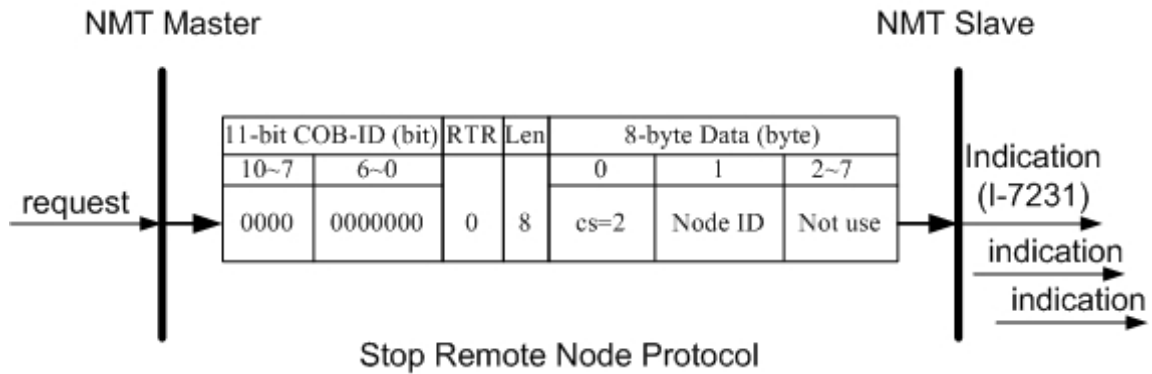 NMT Master NMT Slave
11-bit COB-ID (bit) RTR Len 8-byte Data (byte)
10~7 6~0 0 1 2~7
request 0000 0000000 0 8 cs=2 Node ID Not use
Indication
(I-7231)
indication
indication
Stop Remote Node Protocol